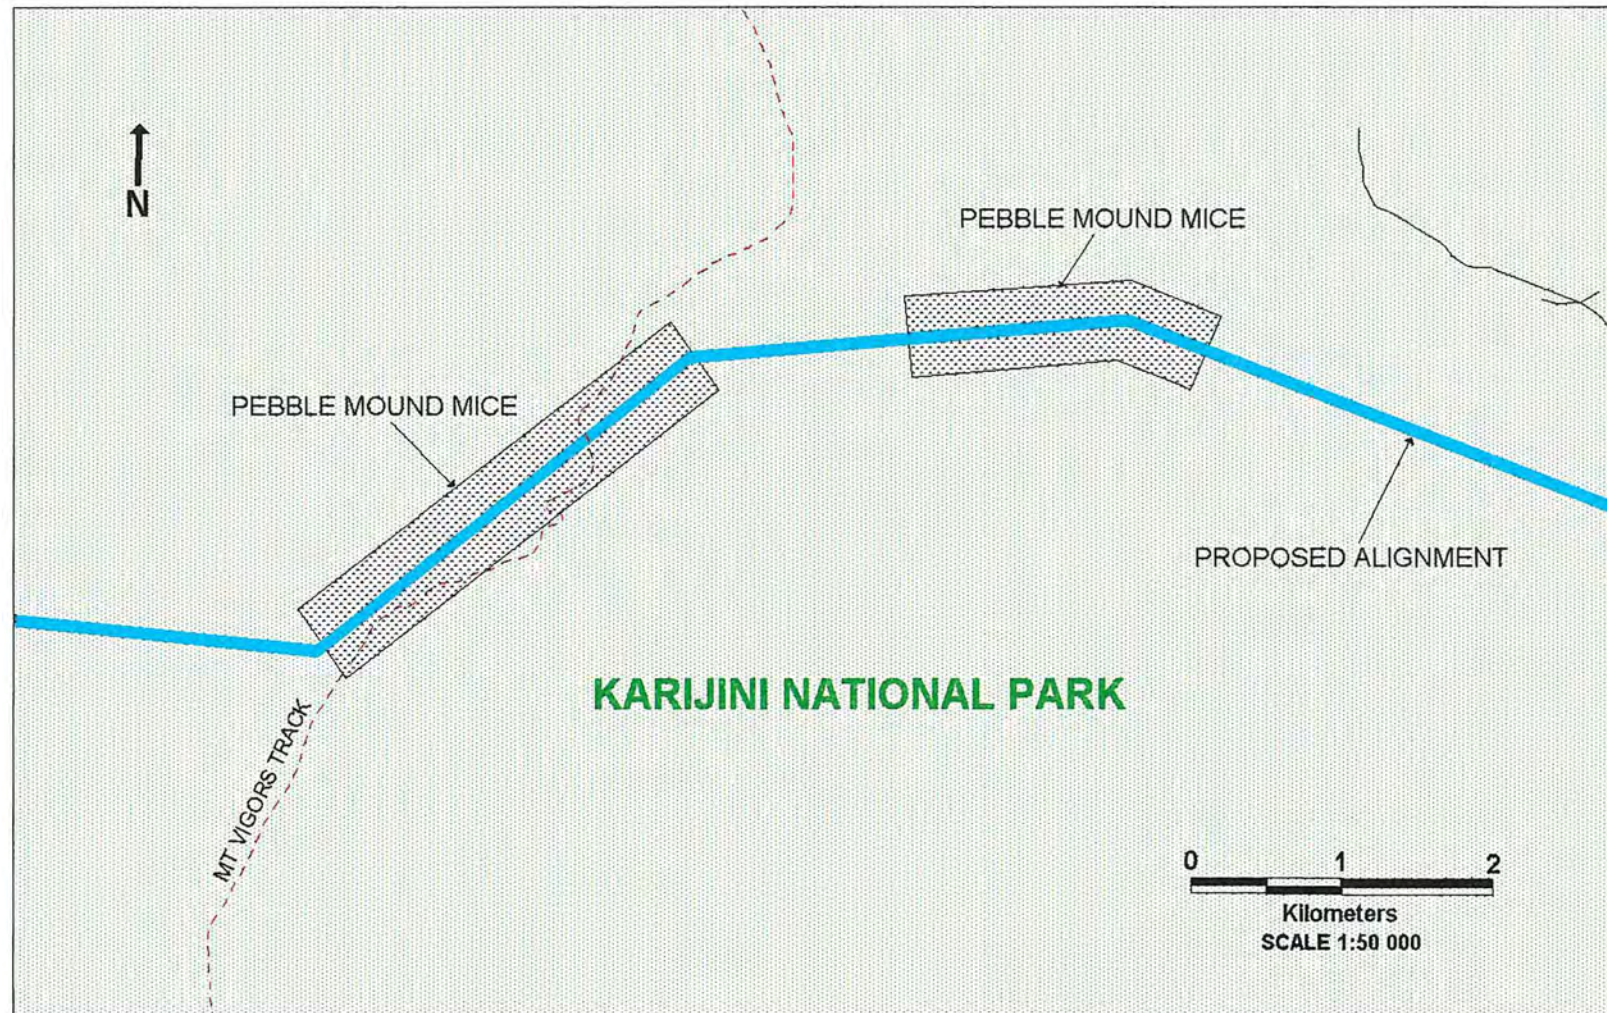 N
PEBBLE MOUND MICE
PEBBLE MOUND MICE
PROPOSED ALIGNMENT
KARIJINI NATIONAL PARK
MT VIGORS TRACK
0 1 2
Kilometers
SCALE 1:50 000